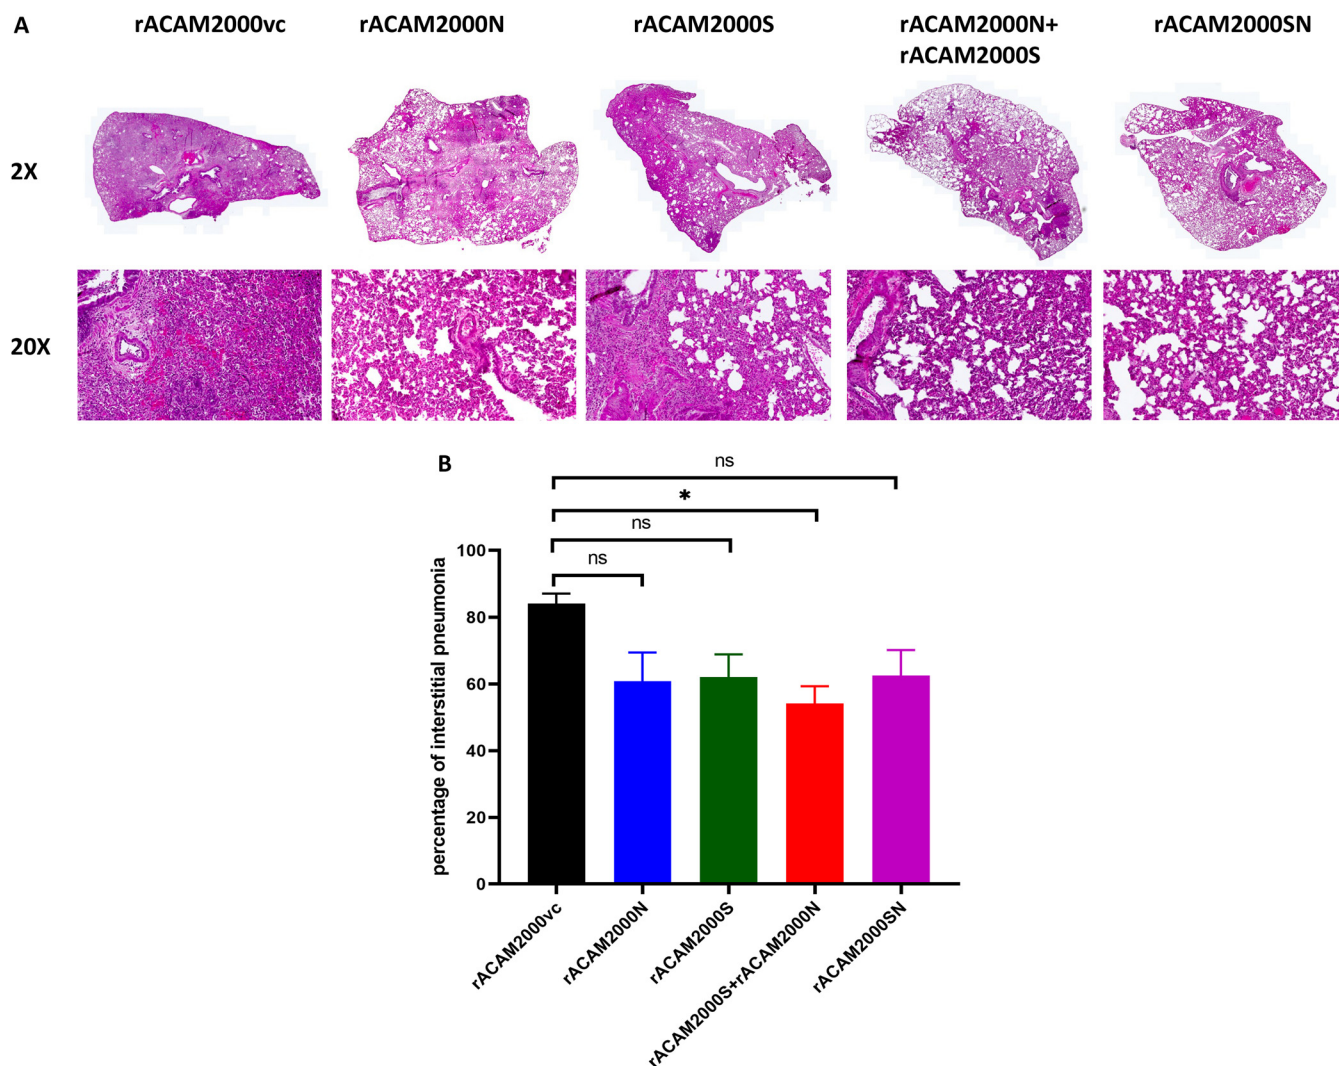 A
rACAM2000vc
rACAM2000N
rACAM2000S
rACAM2000N+
rACAM2000S
rACAM2000SN
2X
20X
B
ns
*
ns
ns
percentage of interstitial pneumonia
100
80
60
40
20
0
rACAM2000vc
rACAM2000N
rACAM2000S
rACAM2000S+rACAM2000N
rACAM2000SN